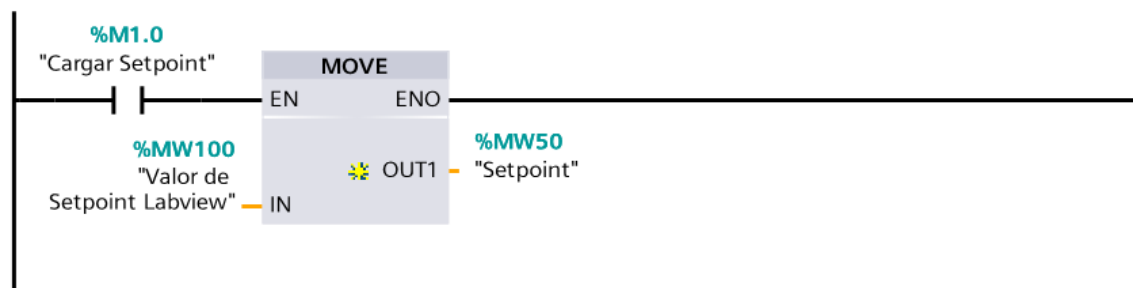 %M1.0
"Cargar Setpoint"
MOVE
EN ENO
%MW100
"Valor de
Setpoint Labview"
IN
OUT1
%MW50
"Setpoint"